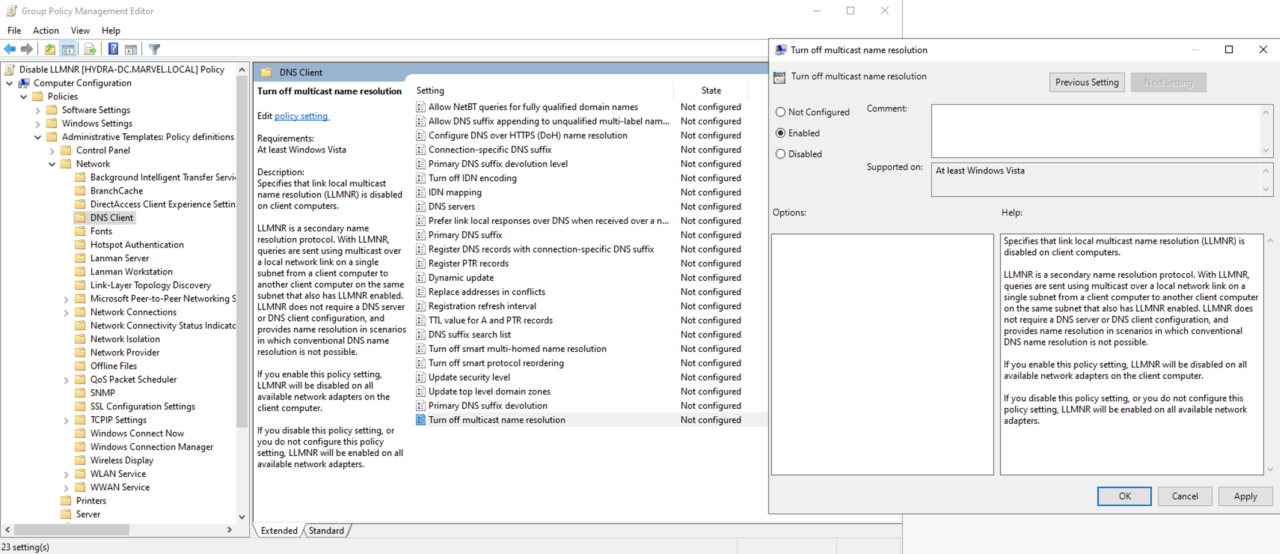 Group Policy Management Editor
File Action View Help
Disable LLMNR [HYDRA-DC.MARVEL.LOCAL] Policy
Computer Configuration
Policies
Software Settings
Windows Settings
Administrative Templates: Policy definitions
Control Panel
Network
Background Intelligent Transfer Servic
BranchCache
DirectAccess Client Experience Settin
DNS Client
Fonts
Hotspot Authentication
Lanman Server
Lanman Workstation
Link-Layer Topology Discovery
Microsoft Peer-to-Peer Networking S
Network Connections
Network Connectivity Status Indicato
Network Isolation
Network Provider
Offline Files
QoS Packet Scheduler
SNMP
SSL Configuration Settings
TCPIP Settings
Windows Connect Now
Windows Connection Manager
Wireless Display
WLAN Service
WWAN Service
Printers
Server
DNS Client
Turn off multicast name resolution
Edit policy setting
Requirements:
At least Windows Vista
Description:
Specifies that link local multicast
name resolution (LLMNR) is disabled
on client computers.
LLMNR is a secondary name
resolution protocol. With LLMNR,
queries are sent using multicast over
a local network link on a single
subnet from a client computer to
another client computer on the same
subnet that also has LLMNR enabled.
LLMNR does not require a DNS server
or DNS client configuration, and
provides name resolution in scenarios
in which conventional DNS name
resolution is not possible.
If you enable this policy setting,
LLMNR will be disabled on all
available network adapters on the
client computer.
If you disable this policy setting, or
you do not configure this policy
setting, LLMNR will be enabled on all
available network adapters.
Setting State
Allow NetBT queries for fully qualified domain names Not configured
Allow DNS suffix appending to unqualified multi-label nam... Not configured
Configure DNS over HTTPS (DoH) name resolution Not configured
Connection-specific DNS suffix Not configured
Primary DNS suffix devolution level Not configured
Turn off IDN encoding Not configured
IDN mapping Not configured
DNS servers Not configured
Prefer link local responses over DNS when received over a n... Not configured
Primary DNS suffix Not configured
Register DNS records with connection-specific DNS suffix Not configured
Register PTR records Not configured
Dynamic update Not configured
Replace addresses in conflicts Not configured
Registration refresh interval Not configured
TTL value for A and PTR records Not configured
DNS suffix search list Not configured
Turn off smart multi-homed name resolution Not configured
Turn off smart protocol reordering Not configured
Update security level Not configured
Update top level domain zones Not configured
Primary DNS suffix devolution Not configured
Turn off multicast name resolution Not configured
Extended Standard
23 setting(s)
Turn off multicast name resolution
Turn off multicast name resolution
Previous Setting Next Setting
Not Configured Comment:
Enabled
Disabled
Supported on: At least Windows Vista
Options: Help:
Specifies that link local multicast name resolution (LLMNR) is
disabled on client computers.
LLMNR is a secondary name resolution protocol. With LLMNR,
queries are sent using multicast over a local network link on a
single subnet from a client computer to another client computer
on the same subnet that also has LLMNR enabled. LLMNR does
not require a DNS server or DNS client configuration, and
provides name resolution in scenarios in which conventional
DNS name resolution is not possible.
If you enable this policy setting, LLMNR will be disabled on all
available network adapters on the client computer.
If you disable this policy setting, or you do not configure this
policy setting, LLMNR will be enabled on all available network
adapters.
OK Cancel Apply